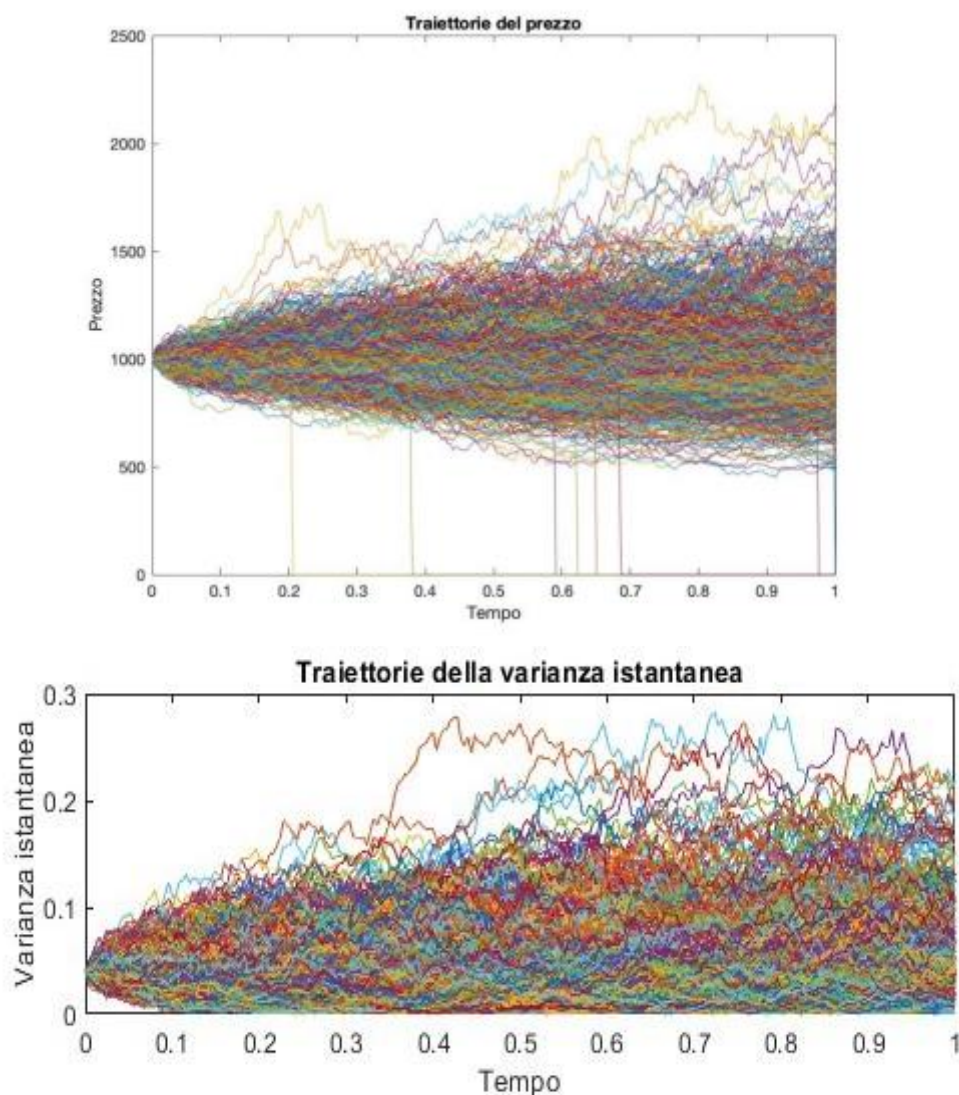 Traiettorie del prezzo
2500
2000
1500
1000
500
0
Prezzo
0 0.1 0.2 0.3 0.4 0.5 0.6 0.7 0.8 0.9 1
Tempo
Traiettorie della varianza istantanea
0.3
0.2
0.1
0
Varianza istantanea
0 0.1 0.2 0.3 0.4 0.5 0.6 0.7 0.8 0.9 1
Tempo